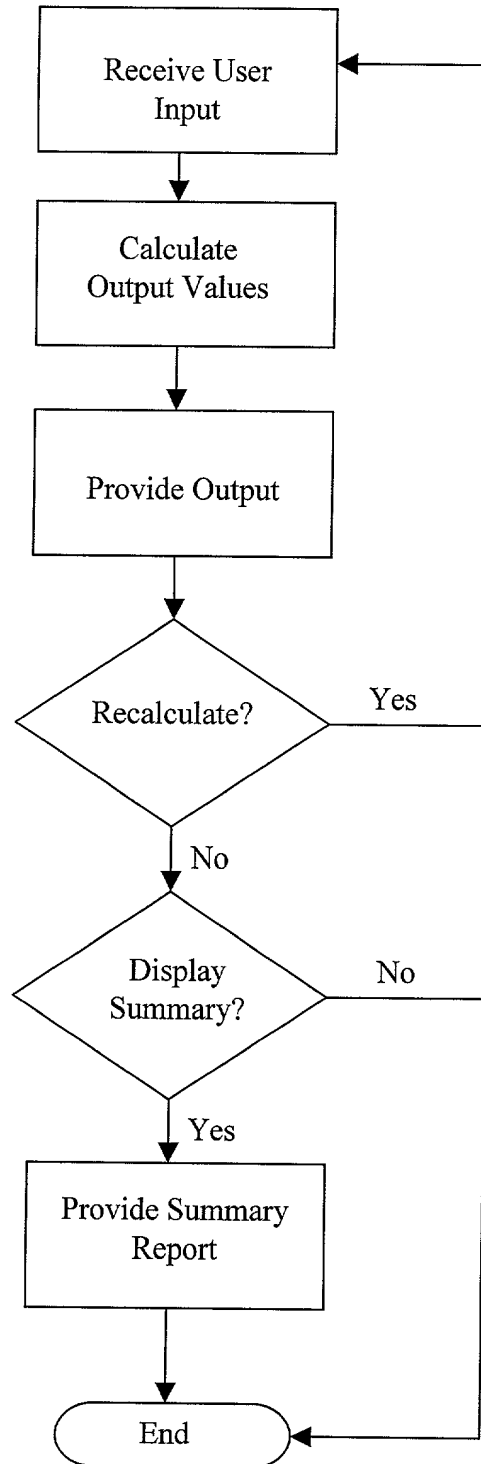 Receive User
Input
Calculate
Output Values
Provide Output
Recalculate?
Yes
No
Display
Summary?
No
Yes
Provide Summary
Report
End